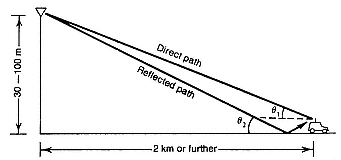 Direct path
Reflected path
30 — 100 m
θ₁
θ₂
2 km or further